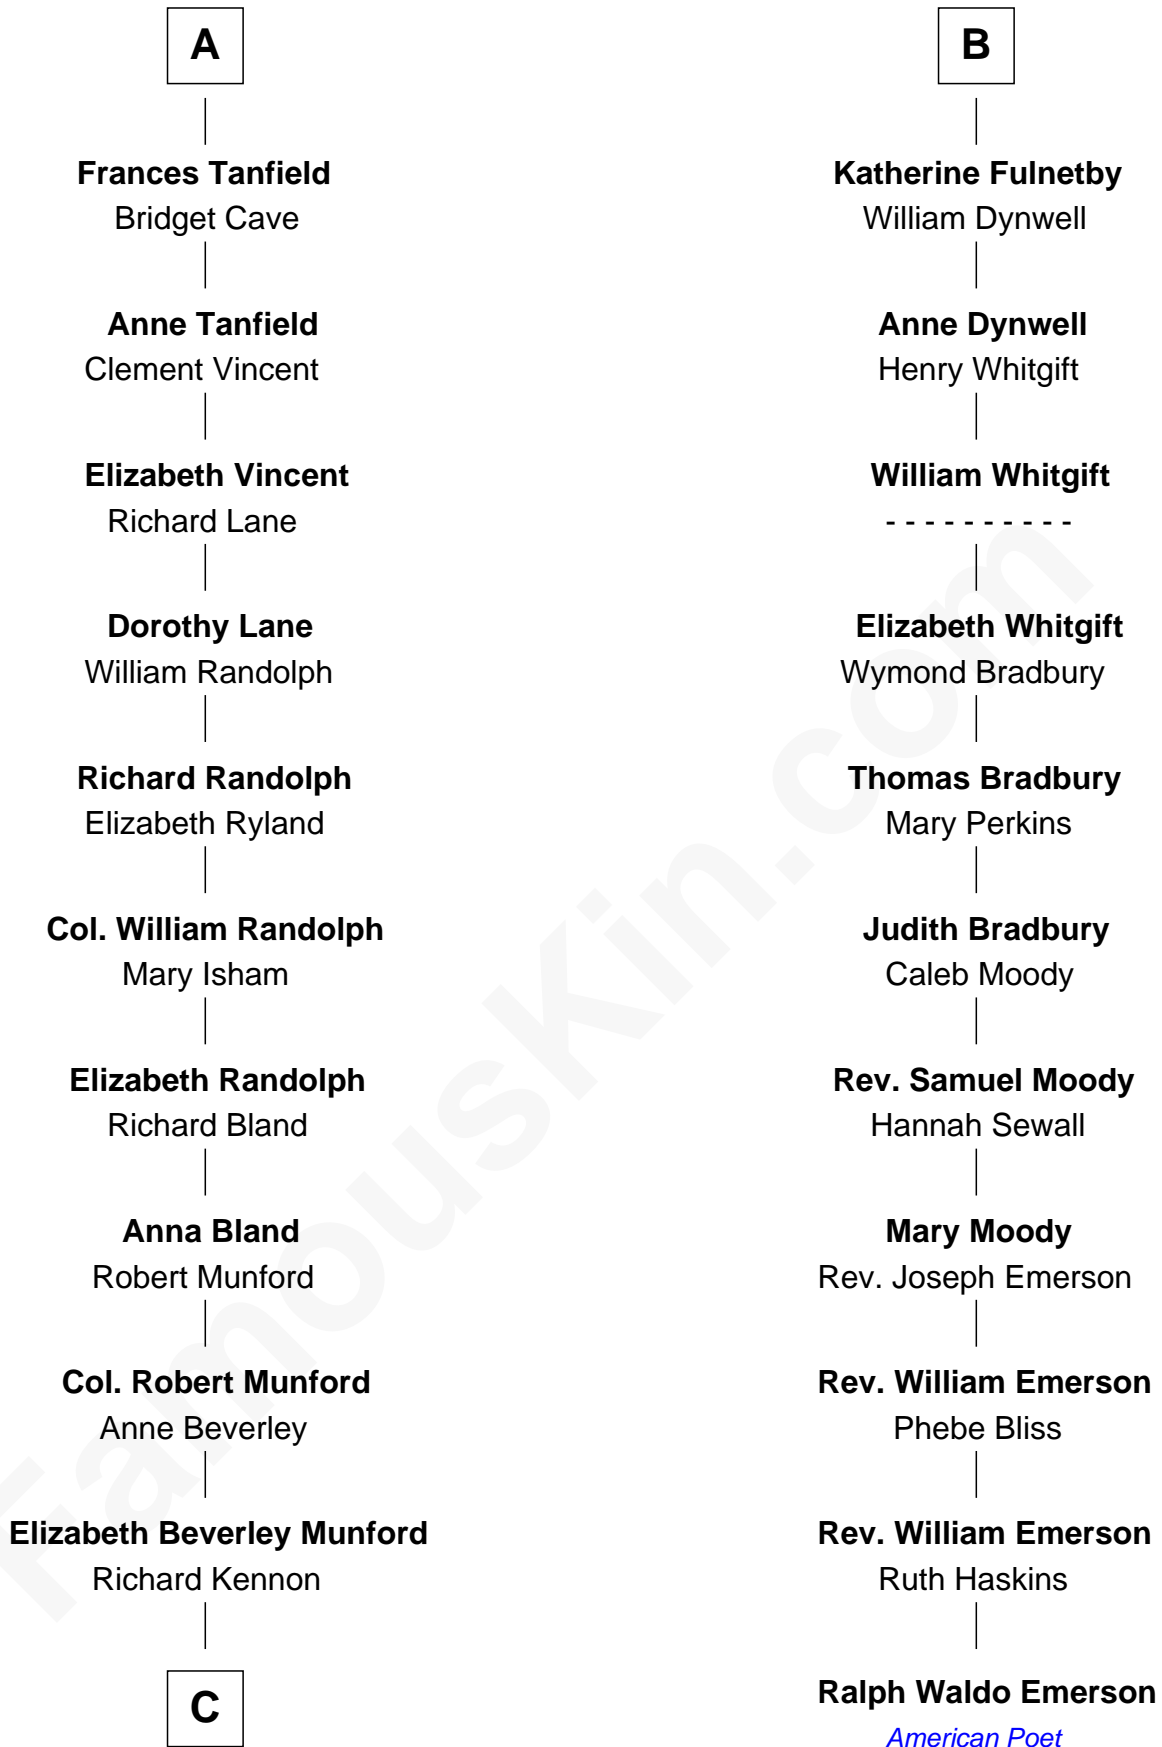 A
Frances Tanfield
Bridget Cave
Anne Tanfield
Clement Vincent
Elizabeth Vincent
Richard Lane
Dorothy Lane
William Randolph
Richard Randolph
Elizabeth Ryland
Col. William Randolph
Mary Isham
Elizabeth Randolph
Richard Bland
Anna Bland
Robert Munford
Col. Robert Munford
Anne Beverley
Elizabeth Beverley Munford
Richard Kennon
C
B
Katherine Fulnetby
William Dynwell
Anne Dynwell
Henry Whitgift
William Whitgift
- - - - - - - - - -
Elizabeth Whitgift
Wymond Bradbury
Thomas Bradbury
Mary Perkins
Judith Bradbury
Caleb Moody
Rev. Samuel Moody
Hannah Sewall
Mary Moody
Rev. Joseph Emerson
Rev. William Emerson
Phebe Bliss
Rev. William Emerson
Ruth Haskins
Ralph Waldo Emerson
American Poet
FamousKin.com